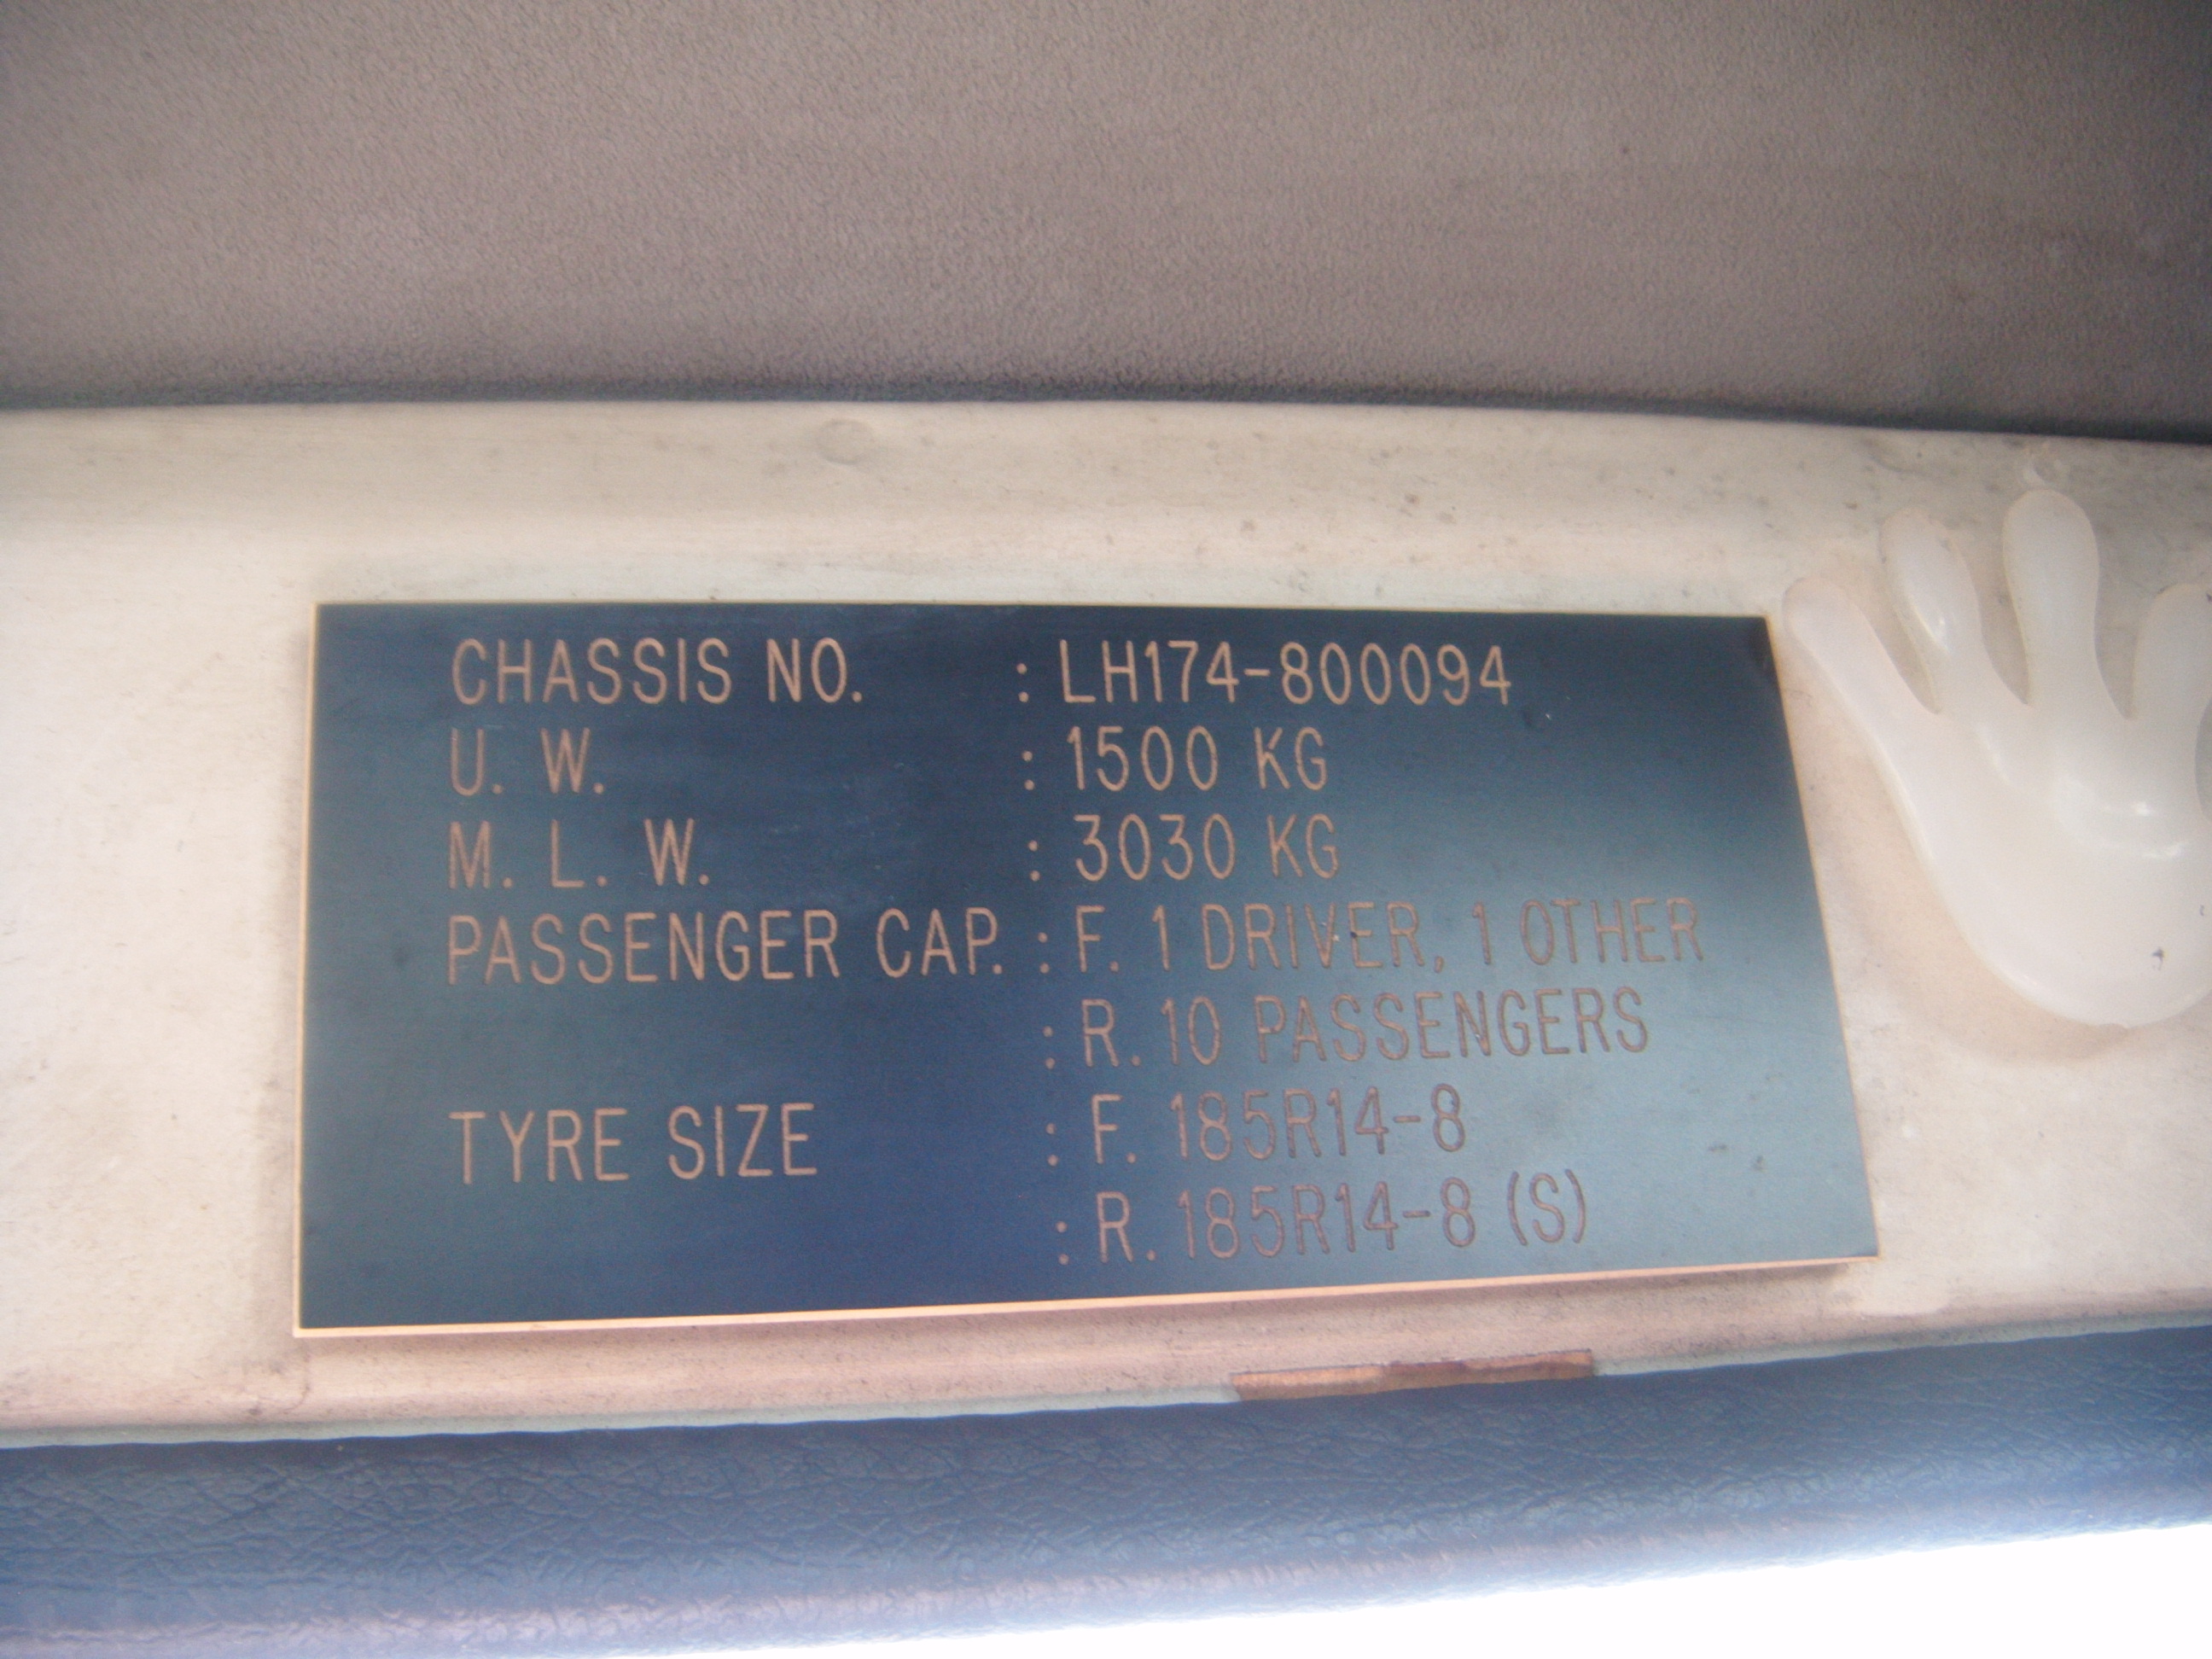 CHASSIS NO. : LH174-800094
U. W. : 1500 KG
M. L. W. : 3030 KG
PASSENGER CAP. : F. 1 DRIVER, 1 OTHER
: R. 10 PASSENGERS
TYRE SIZE : F. 185R14-8
: R. 185R14-8 (S)